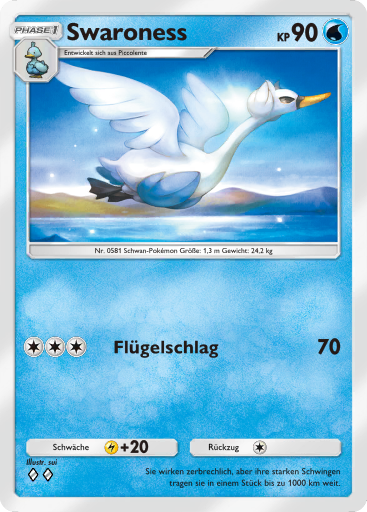 PHASE 1
Swaroness
KP 90
Entwickelt sich aus Piccolente
Nr. 0581 Schwan-Pokémon Größe: 1,3 m Gewicht: 24,2 kg
Flügelschlag 70
Schwäche +20 Rückzug
Illustr. sui
Sie wirken zerbrechlich, aber ihre starken Schwingen
tragen sie in einem Stück bis zu 1000 km weit.